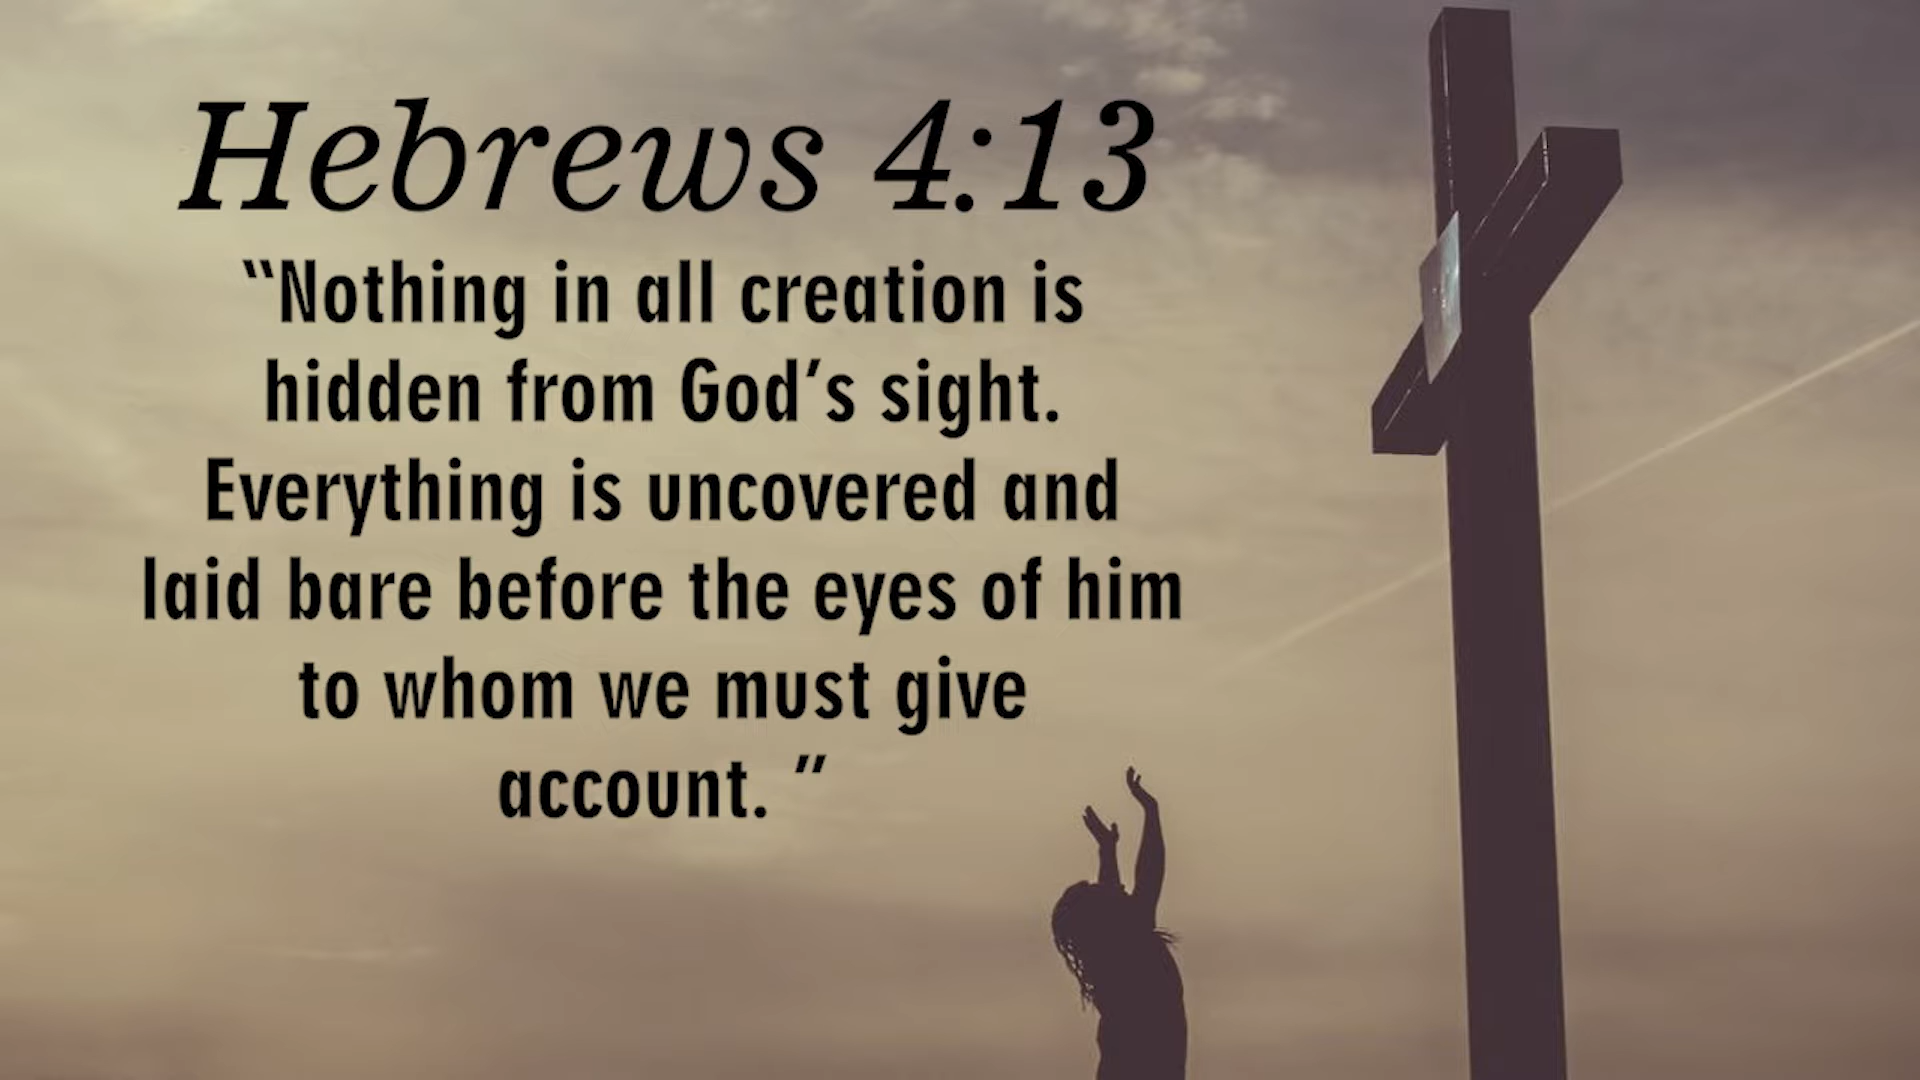 Hebrews 4:13
“Nothing in all creation is
hidden from God’s sight.
Everything is uncovered and
laid bare before the eyes of him
to whom we must give
account. ”